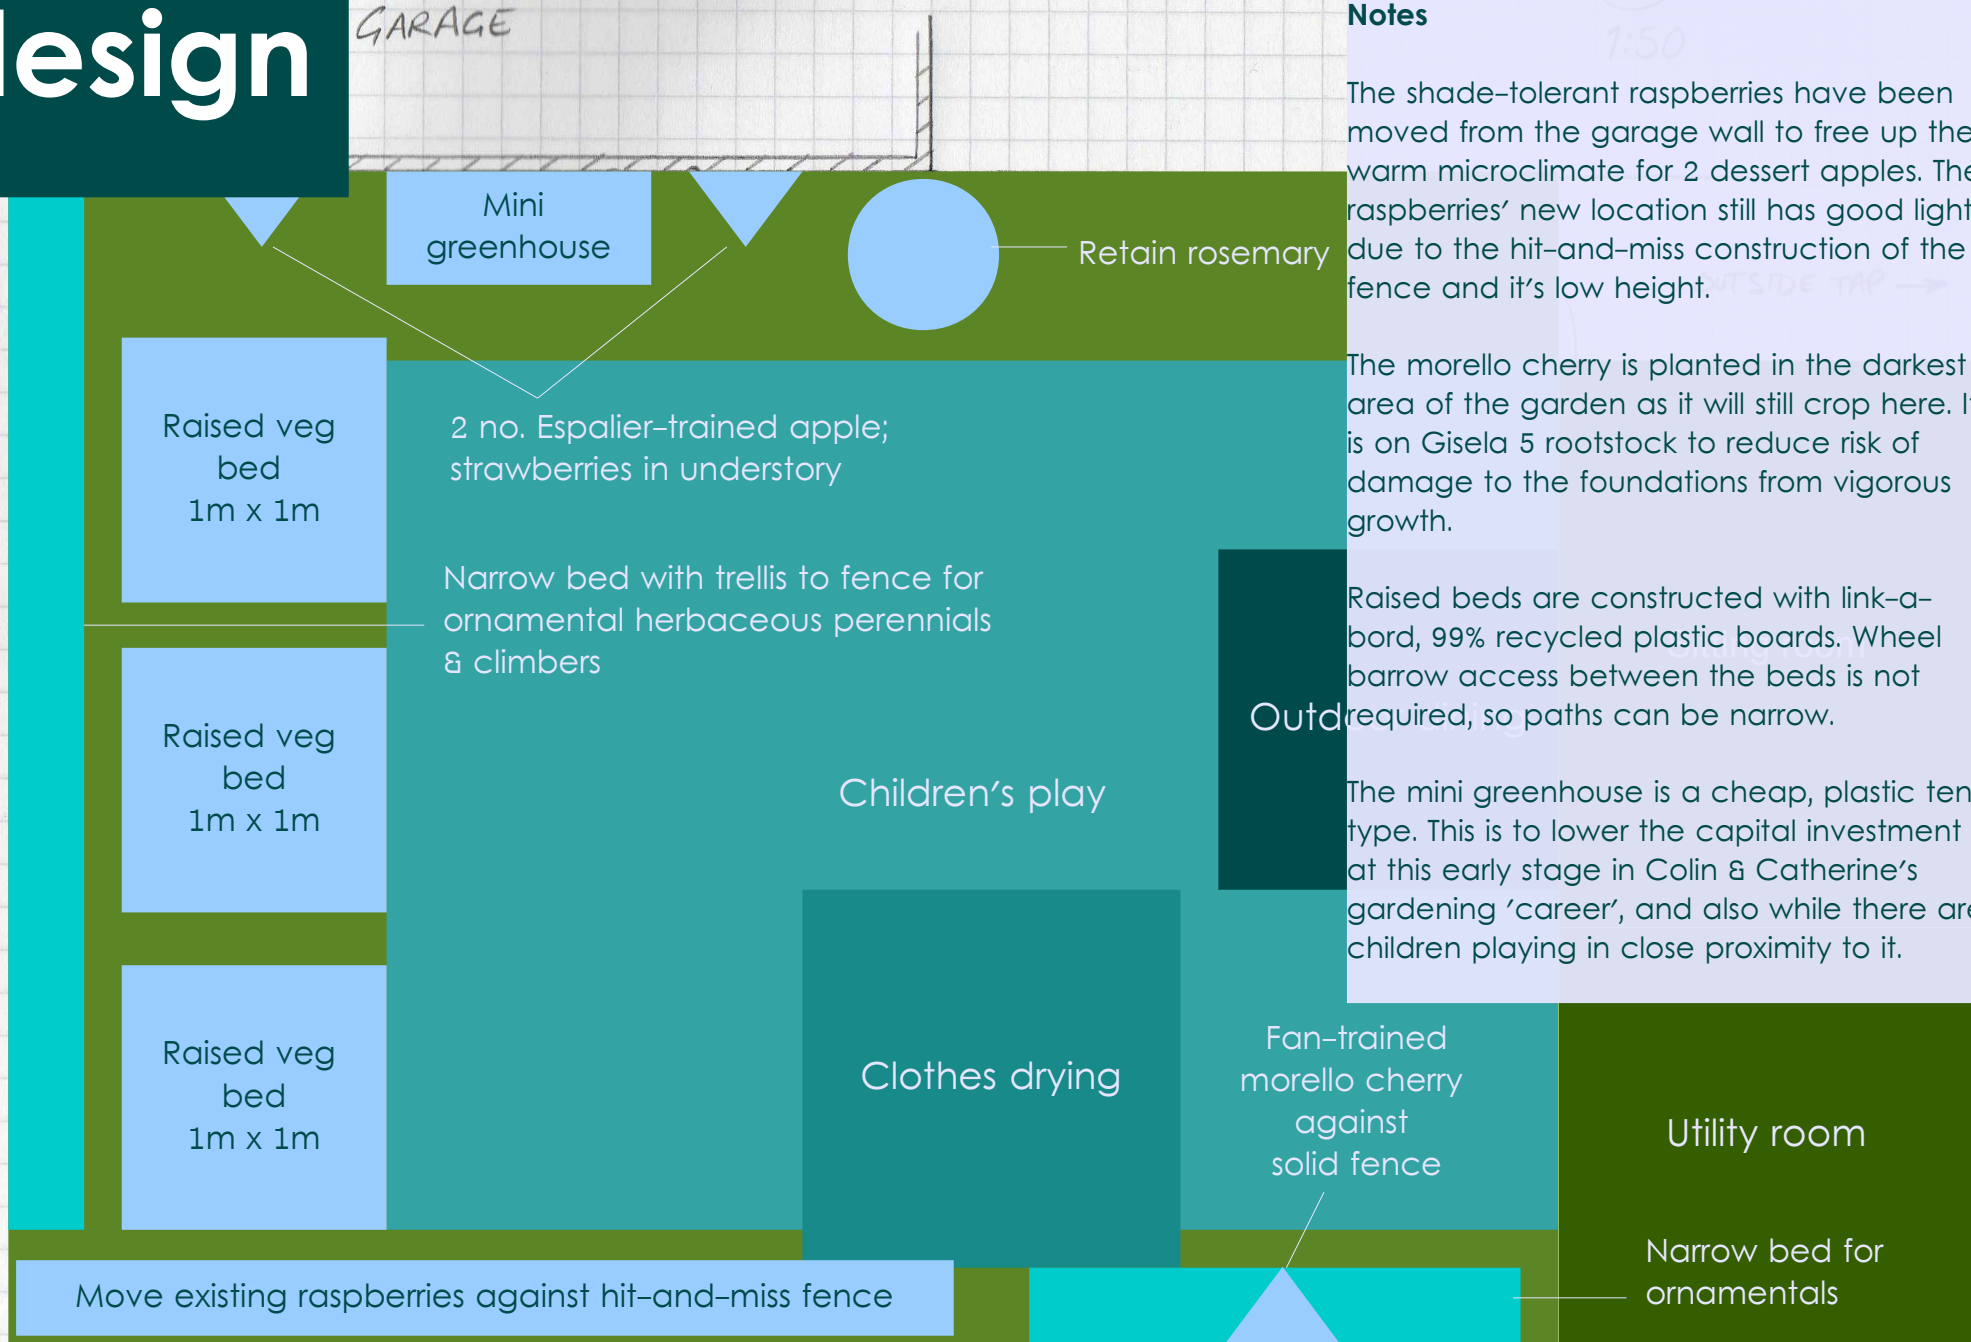 esign
GARAGE
Mini
greenhouse
Retain rosemary
Raised veg
bed
1m x 1m
2 no. Espalier-trained apple;
strawberries in understory
Narrow bed with trellis to fence for
ornamental herbaceous perennials
& climbers
Raised veg
bed
1m x 1m
Children's play
Raised veg
bed
1m x 1m
Clothes drying
Fan-trained
morello cherry
against
solid fence
Utility room
Narrow bed for
ornamentals
Move existing raspberries against hit-and-miss fence
Notes
1:50
The shade-tolerant raspberries have been
moved from the garage wall to free up the
warm microclimate for 2 dessert apples. The
raspberries' new location still has good light
due to the hit-and-miss construction of the
fence and it's low height.
OUTSIDE TAP
The morello cherry is planted in the darkest
area of the garden as it will still crop here. It
is on Gisela 5 rootstock to reduce risk of
damage to the foundations from vigorous
growth.
Raised beds are constructed with link-a-
bord, 99% recycled plastic boards. Wheel
barrow access between the beds is not
required, so paths can be narrow.
The mini greenhouse is a cheap, plastic ten
type. This is to lower the capital investment
at this early stage in Colin & Catherine's
gardening 'career', and also while there are
children playing in close proximity to it.